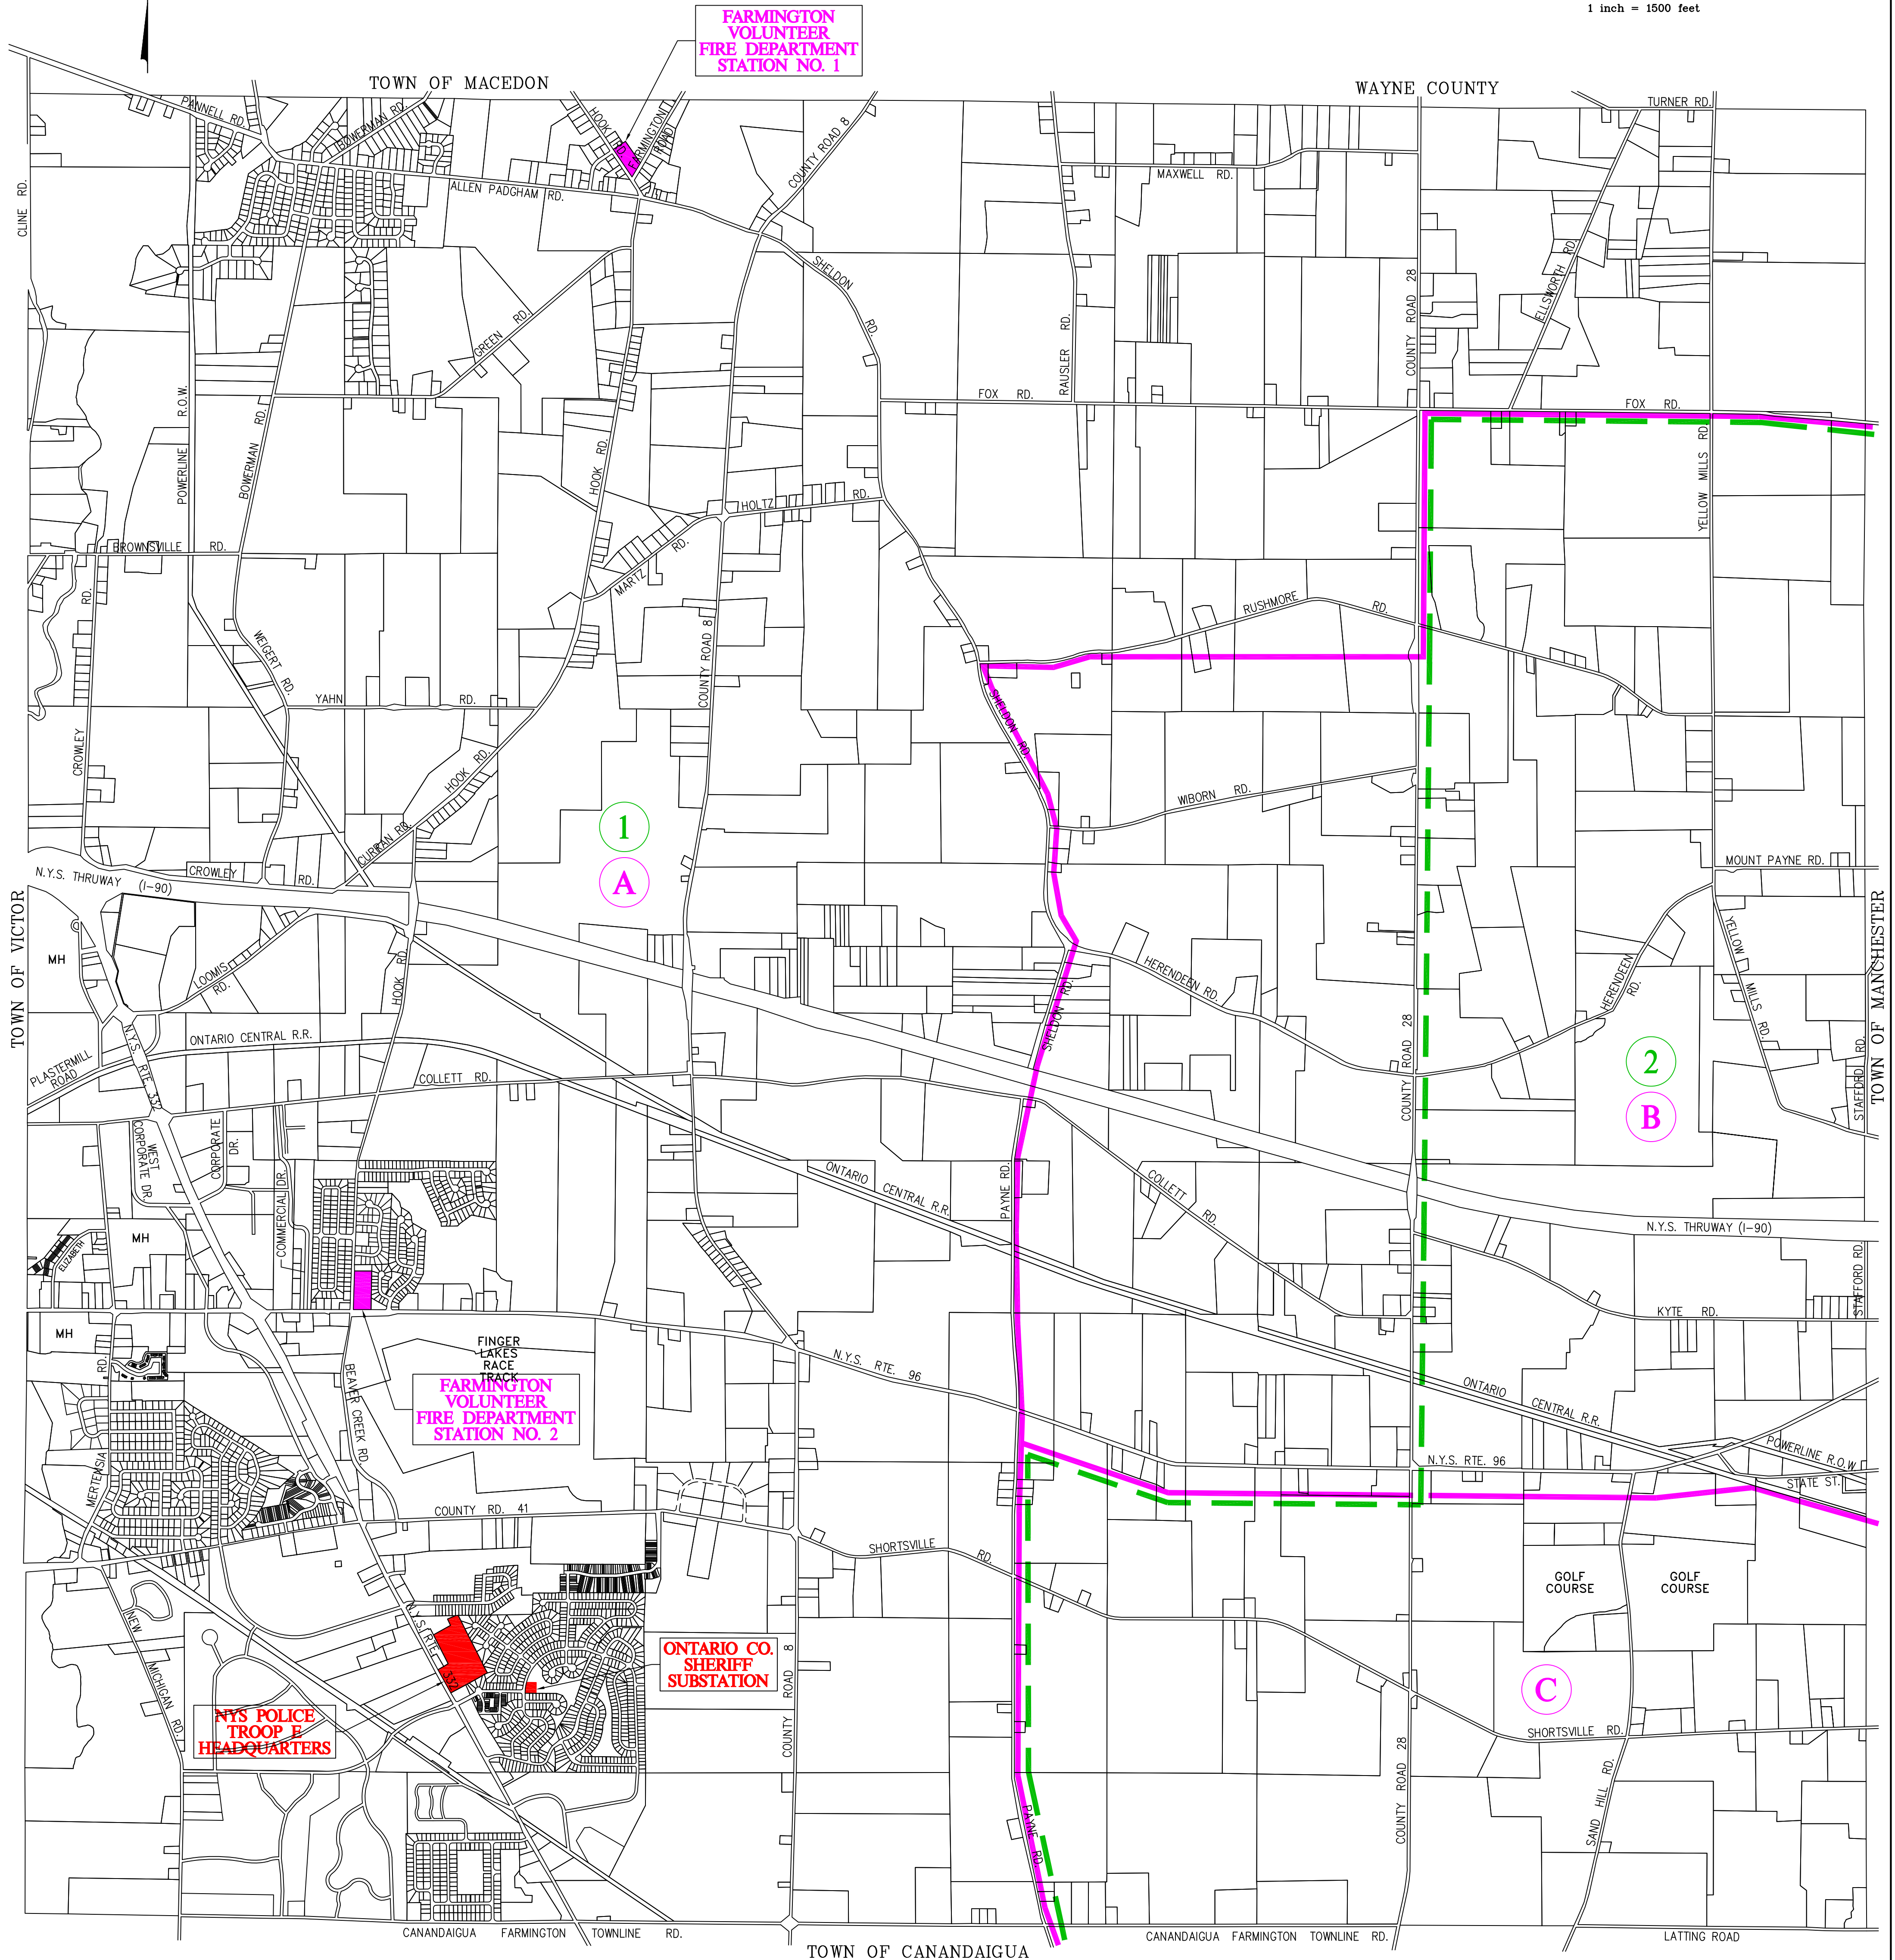 1 inch = 1500 feet
FARMINGTON
VOLUNTEER
FIRE DEPARTMENT
STATION NO. 1
TOWN OF MACEDON
WAYNE COUNTY
PANNELL RD.
BOWERMAN RD.
HOOK RD.
FARMINGTON
ROAD
COUNTY ROAD 8
TURNER RD.
CLINE RD.
ALLEN PADGHAM RD.
MAXWELL RD.
SHELDON RD.
ELLSWORTH RD.
COUNTY ROAD 28
GREEN RD.
RAUSLER RD.
FOX RD.
FOX RD.
POWERLINE R.O.W.
BOWERMAN RD.
HOOK RD.
YELLOW MILLS RD.
HOLTZ RD.
BROWNSVILLE RD.
MARTZ RD.
CROWLEY RD.
WEIGERT RD.
COUNTY ROAD 8
RUSHMORE RD.
YAHN RD.
SHELDON RD.
HOOK RD.
WIBORN RD.
CURRAN RD.
1
A
MOUNT PAYNE RD.
N.Y.S. THRUWAY (I-90)
CROWLEY RD.
TOWN OF VICTOR
TOWN OF MANCHESTER
MH
LOOMIS
RD.
HOOK RD.
HERENDEEN RD.
HERENDEEN
RD.
YELLOW MILLS RD.
SHELDON RD.
COUNTY ROAD 28
N.Y.S. RTE. 332
ONTARIO CENTRAL R.R.
PLASTERMILL
ROAD
COLLETT RD.
2
B
STAFFORD RD.
WEST
CORPORATE DR.
CORPORATE
DR.
COMMERCIAL DR.
ONTARIO CENTRAL R.R.
PAYNE RD.
COLLETT RD.
N.Y.S. THRUWAY (I-90)
MH
ELIZABETH
STAFFORD RD.
KYTE RD.
MH
FINGER
LAKES
RACE
TRACK
N.Y.S. RTE. 96
FARMINGTON
VOLUNTEER
FIRE DEPARTMENT
STATION NO. 2
BEAVER CREEK RD.
ONTARIO CENTRAL R.R.
MERTENSIA RD.
N.Y.S. RTE. 96
POWERLINE R.O.W
STATE ST.
COUNTY RD. 41
SHORTSVILLE RD.
GOLF
COURSE
GOLF
COURSE
NEW MICHIGAN RD.
N.Y.S. RTE. 332
ONTARIO CO.
SHERIFF
SUBSTATION
COUNTY ROAD 8
C
NYS POLICE
TROOP E
HEADQUARTERS
SHORTSVILLE RD.
COUNTY ROAD 28
SAND HILL RD.
PAYNE RD.
CANANDAIGUA FARMINGTON TOWNLINE RD.
CANANDAIGUA FARMINGTON TOWNLINE RD.
LATTING ROAD
TOWN OF CANANDAIGUA